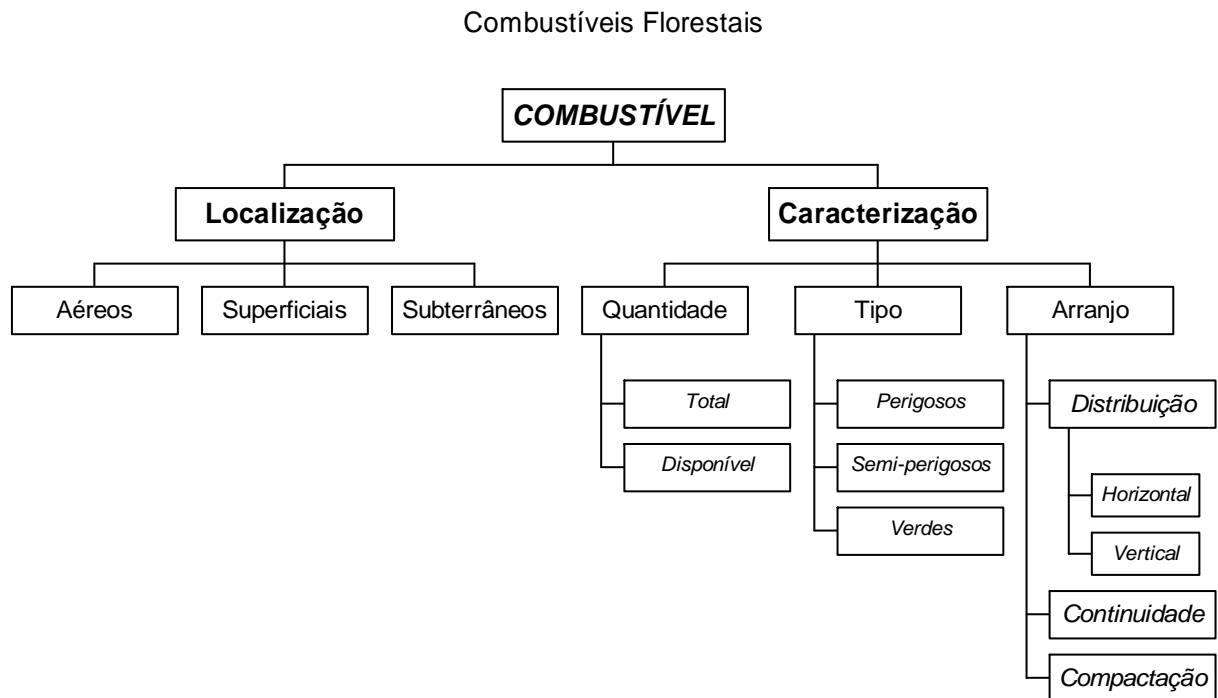 Combustíveis Florestais
COMBUSTÍVEL
Localização
Caracterização
Aéreos
Superficiais
Subterrâneos
Quantidade
Tipo
Arranjo
Total
Disponível
Perigosos
Semi-perigosos
Verdes
Distribuição
Horizontal
Vertical
Continuidade
Compactação